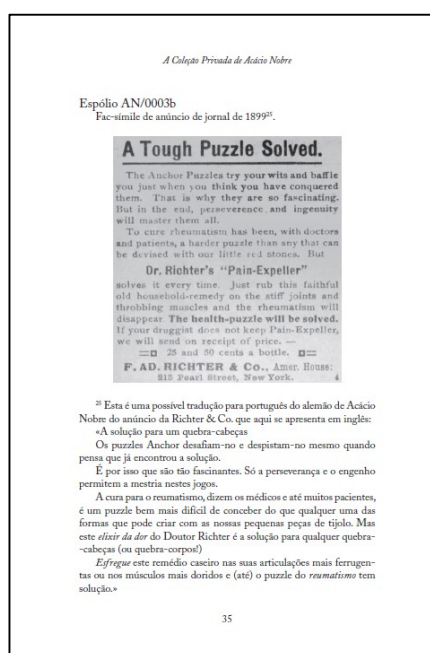 A Coleção Privada de Acácio Nobre
Espólio AN/0003b
Fac-símile de anúncio de jornal de 1899²⁵.
A Tough Puzzle Solved.
The Anchor Puzzles try your wits and baffle
you just when you think you have conquered
them. That is why they are so fascinating.
But in the end, perseverence and ingenuity
will master them all.
To cure rheumatism has been, with doctors
and patients, a harder puzzle than any that can
be devised with our little red stones. But
Dr. Richter's "Pain-Expeller"
solves it every time. Just rub this faithful
old household-remedy on the stiff joints and
throbbing muscles and the rheumatism will
disappear. The health-puzzle will be solved.
If your druggist does not keep Pain-Expeller,
we will send on receipt of price. —
25 and 50 cents a bottle.
F. AD. RICHTER & Co., Amer. House:
215 Pearl Street, New York. 4
²⁵ Esta é uma possível tradução para português do alemão de Acácio
Nobre do anúncio da Richter & Co. que aqui se apresenta em inglês:
«A solução para um quebra-cabeças
Os puzzles Anchor desafiam-no e despistam-no mesmo quando
pensa que já encontrou a solução.
É por isso que são tão fascinantes. Só a perseverança e o engenho
permitem a mestria nestes jogos.
A cura para o reumatismo, dizem os médicos e até muitos pacientes,
é um puzzle bem mais difícil de conceber do que qualquer uma das
formas que pode criar com as nossas pequenas peças de tijolo. Mas
este elixir da dor do Doutor Richter é a solução para qualquer quebra-
-cabeças (ou quebra-corpos!)
Esfregue este remédio caseiro nas suas articulações mais ferrugen-
tas ou nos músculos mais doridos e (até) o puzzle do reumatismo tem
solução.»
35